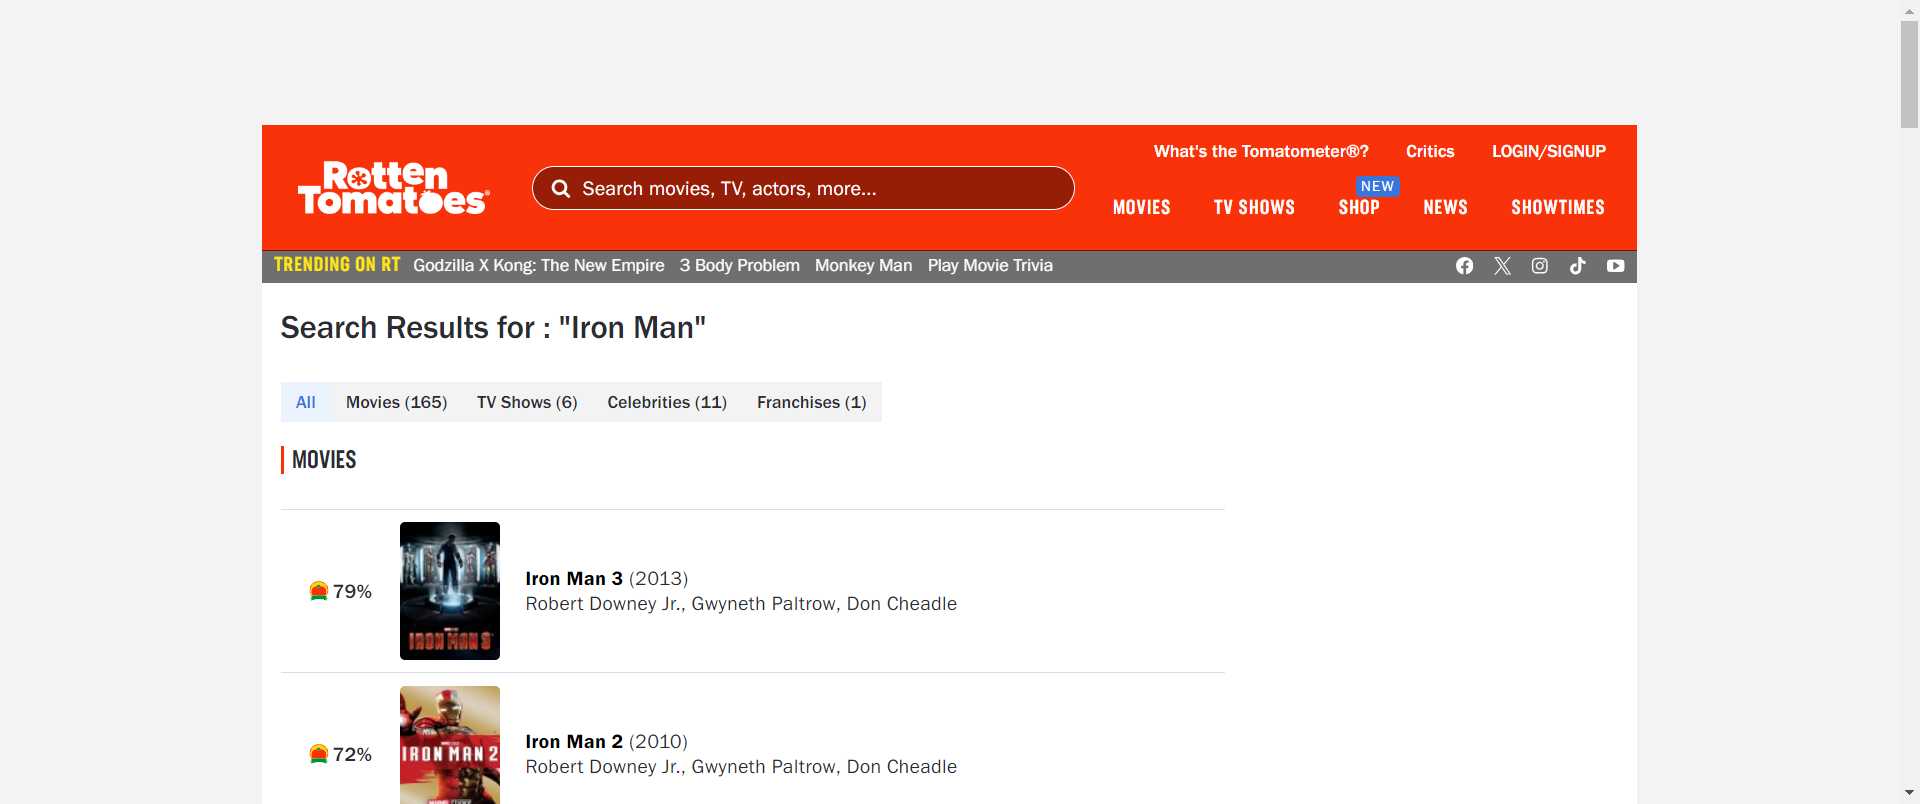 What's the Tomatometer®? Critics LOGIN/SIGNUP
Rotten
Tomatoes®
Search movies, TV, actors, more...
NEW
MOVIES TV SHOWS SHOP NEWS SHOWTIMES
TRENDING ON RT Godzilla X Kong: The New Empire 3 Body Problem Monkey Man Play Movie Trivia
Search Results for : "Iron Man"
All Movies (165) TV Shows (6) Celebrities (11) Franchises (1)
MOVIES
79%
IRON MAN 3
Iron Man 3 (2013)
Robert Downey Jr., Gwyneth Paltrow, Don Cheadle
72%
IRON MAN 2
Iron Man 2 (2010)
Robert Downey Jr., Gwyneth Paltrow, Don Cheadle